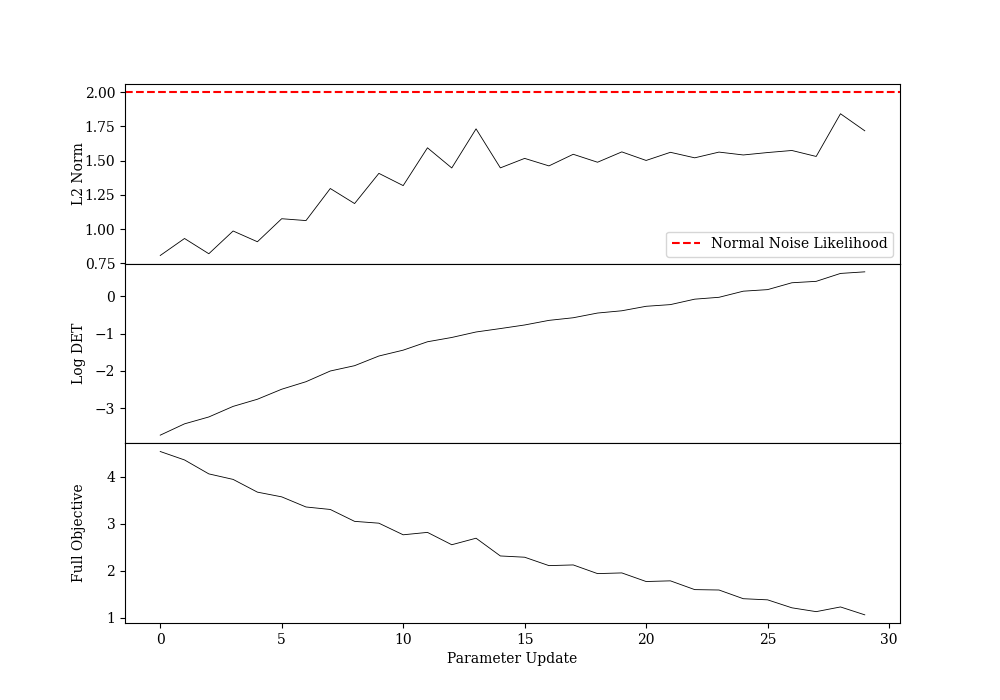 2.00
1.75
1.50
1.25
1.00
0.75
L2 Norm
Normal Noise Likelihood
0
−1
−2
−3
Log DET
4
3
2
1
Full Objective
0 5 10 15 20 25 30
Parameter Update